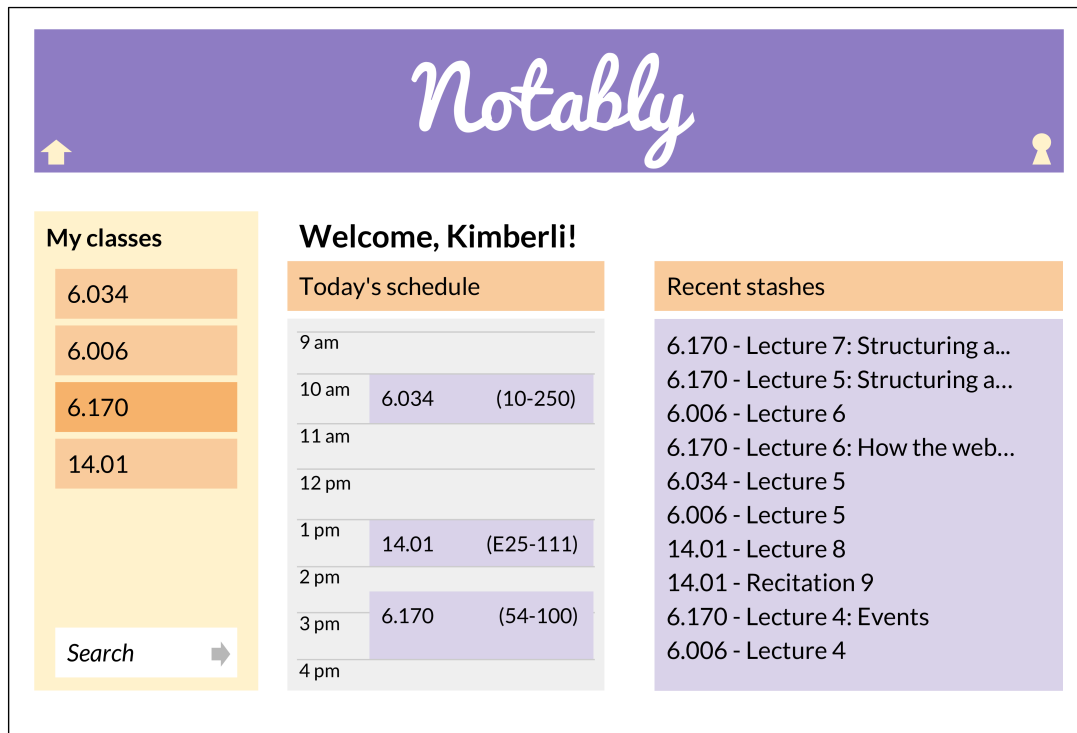 Notably
My classes
6.034
6.006
6.170
14.01
Search
Welcome, Kimberli!
Today's schedule
9 am
10 am
6.034 (10-250)
11 am
12 pm
1 pm
14.01 (E25-111)
2 pm
6.170 (54-100)
3 pm
4 pm
Recent stashes
6.170 - Lecture 7: Structuring a...
6.170 - Lecture 5: Structuring a...
6.006 - Lecture 6
6.170 - Lecture 6: How the web...
6.034 - Lecture 5
6.006 - Lecture 5
14.01 - Lecture 8
14.01 - Recitation 9
6.170 - Lecture 4: Events
6.006 - Lecture 4